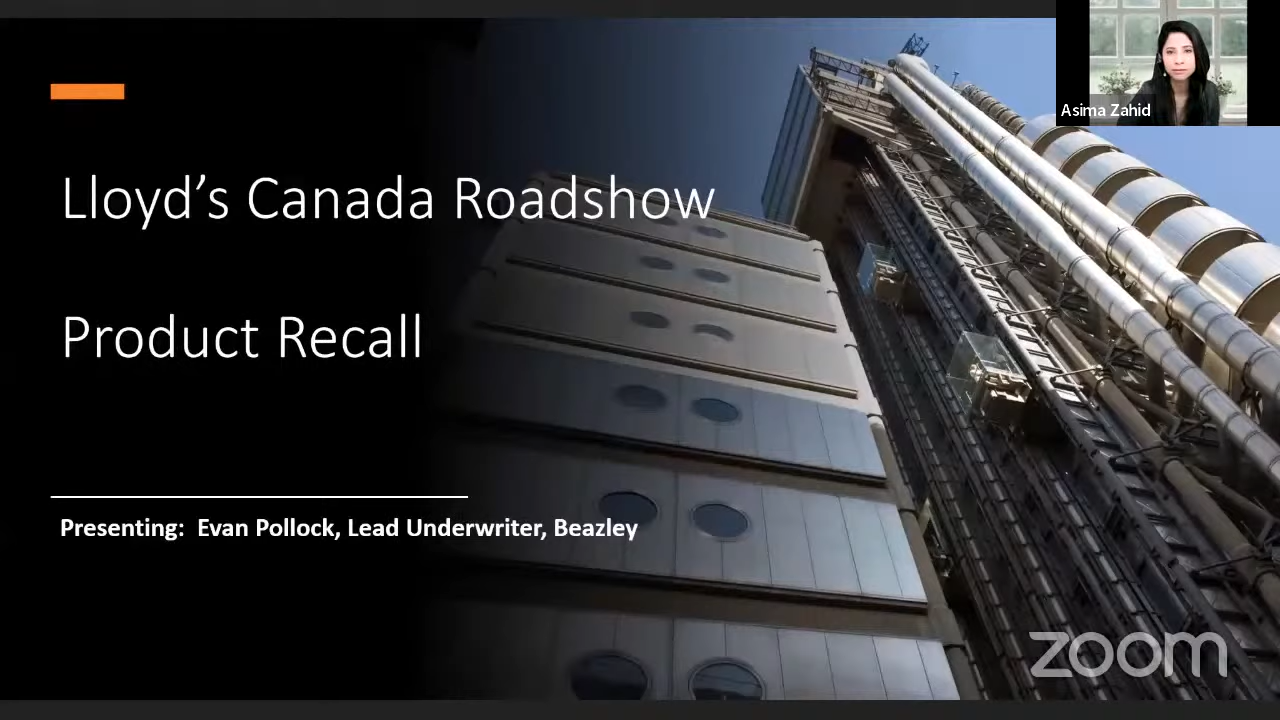 Asima Zahid
Lloyd’s Canada Roadshow
Product Recall
Presenting:  Evan Pollock, Lead Underwriter, Beazley
zoom